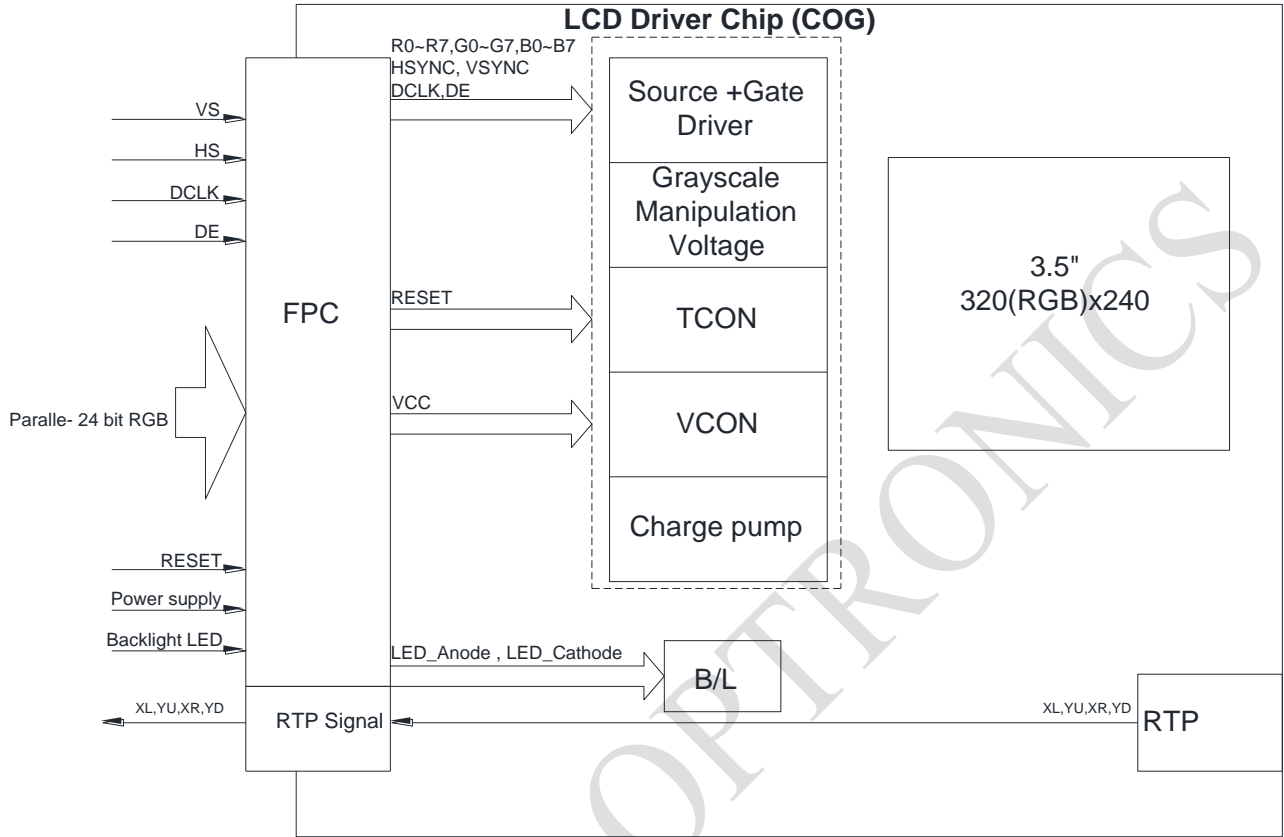 LCD Driver Chip (COG)
R0~R7,G0~G7,B0~B7
HSYNC, VSYNC
DCLK,DE
VS
HS
DCLK
DE
FPC
Source +Gate
Driver
Grayscale
Manipulation
Voltage
TCON
VCON
Charge pump
RESET
VCC
3.5"
320(RGB)x240
Paralle- 24 bit RGB
RESET
Power supply
Backlight LED
LED_Anode , LED_Cathode
B/L
XL,YU,XR,YD
RTP Signal
XL,YU,XR,YD
RTP
OPTRONICS